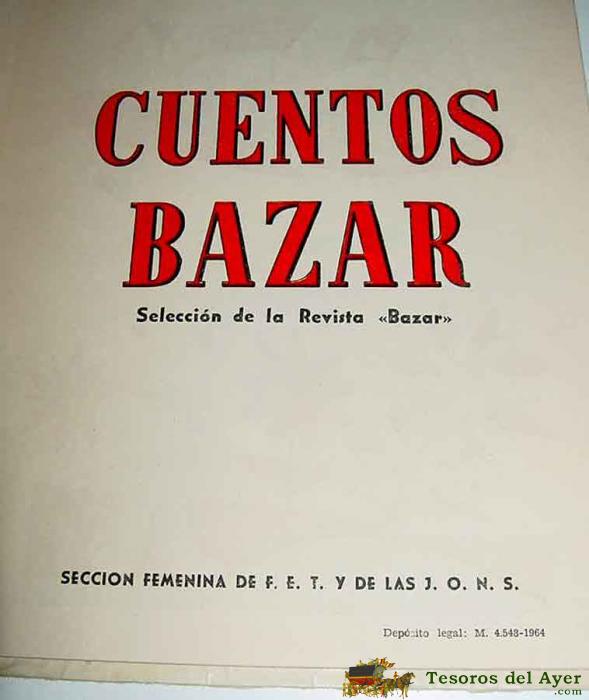 CUENTOS
BAZAR
Selección de la Revista «Bazar»
SECCION FEMENINA DE F. E. T. Y DE LAS J. O. N. S.
Depósito legal: M. 4.543-1964
Tesoros del Ayer
.com